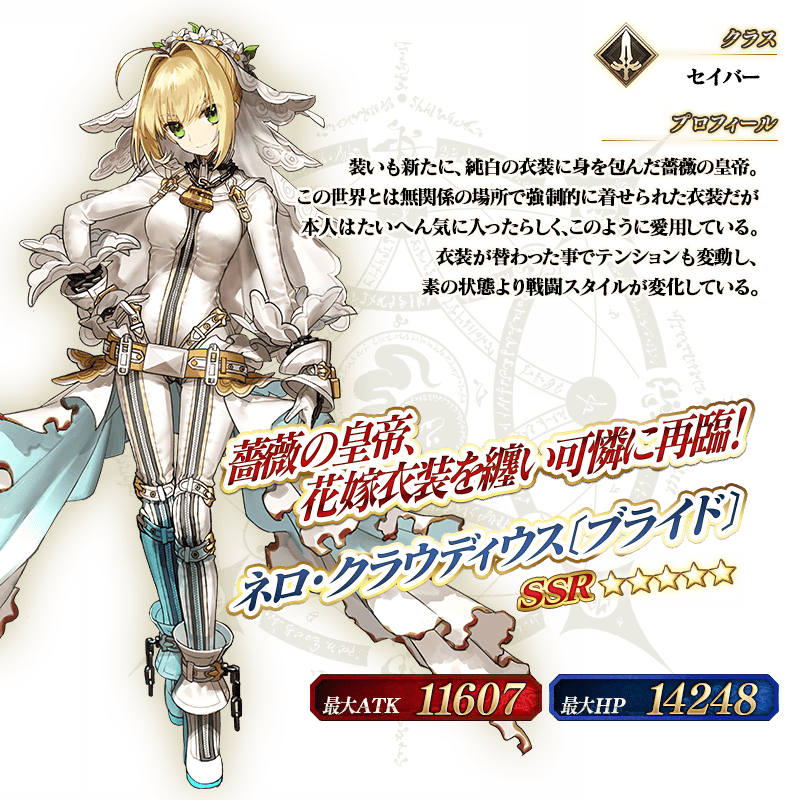 クラス
セイバー
プロフィール
装いも新たに、純白の衣装に身を包んだ薔薇の皇帝。
この世界とは無関係の場所で強制的に着せられた衣装だが
本人はたいへん気に入ったらしく、このように愛用している。
衣装が替わった事でテンションも変動し、
素の状態より戦闘スタイルが変化している。
薔薇の皇帝、
花嫁衣装を纏い可憐に再臨！
ネロ・クラウディウス〔ブライド〕
SSR ☆☆☆☆☆
最大ATK 11607
最大HP 14248